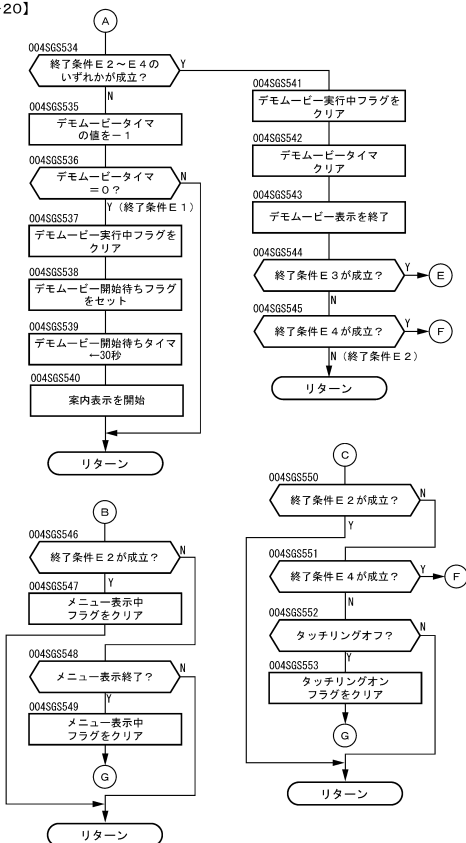 -20】
A
004SGS534
終了条件E2～E4の
いずれかが成立？
Y
N
004SGS535
デモムービータイマ
の値を－1
004SGS536
デモムービータイマ
＝0？
N
Y（終了条件E1）
004SGS537
デモムービー実行中フラグを
クリア
004SGS538
デモムービー開始待ちフラグ
をセット
004SGS539
デモムービー開始待ちタイマ
←30秒
004SGS540
案内表示を開始
リターン
004SGS541
デモムービー実行中フラグを
クリア
004SGS542
デモムービータイマ
クリア
004SGS543
デモムービー表示を終了
004SGS544
終了条件E3が成立？
Y
E
N
004SGS545
終了条件E4が成立？
Y
F
N（終了条件E2）
リターン
B
004SGS546
終了条件E2が成立？
N
Y
004SGS547
メニュー表示中
フラグをクリア
004SGS548
メニュー表示終了？
N
Y
004SGS549
メニュー表示中
フラグをクリア
G
リターン
C
004SGS550
終了条件E2が成立？
N
Y
004SGS551
終了条件E4が成立？
Y
F
N
004SGS552
タッチリングオフ？
N
Y
004SGS553
タッチリングオン
フラグをクリア
G
リターン